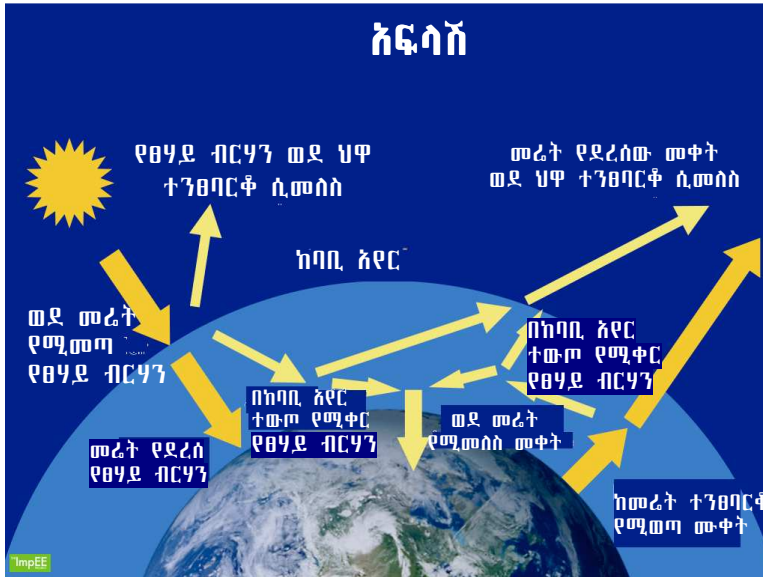 አፍላሽ
የፀሃይ ብርሃን ወደ ህዋ
ተንፀባርቆ ሲመለስ
መሬት የደረሰው መቀት
ወደ ህዋ ተንፀባርቆ ሲመለስ
ከባቢ አየር
ወደ መሬት
የሚመጣ
የፀሃይ ብርሃን
በከባቢ አየር
ተውጦ የሚቀር
የፀሃይ ብርሃን
በከባቢ አየር
ተውጦ የሚቀር
የፀሃይ ብርሃን
ወደ መሬት
የሚመለስ መቀት
መሬት የደረሰ
የፀሃይ ብርሃን
ከመሬት ተንፀባርቆ
የሚወጣ ሙቀት
ImpEE